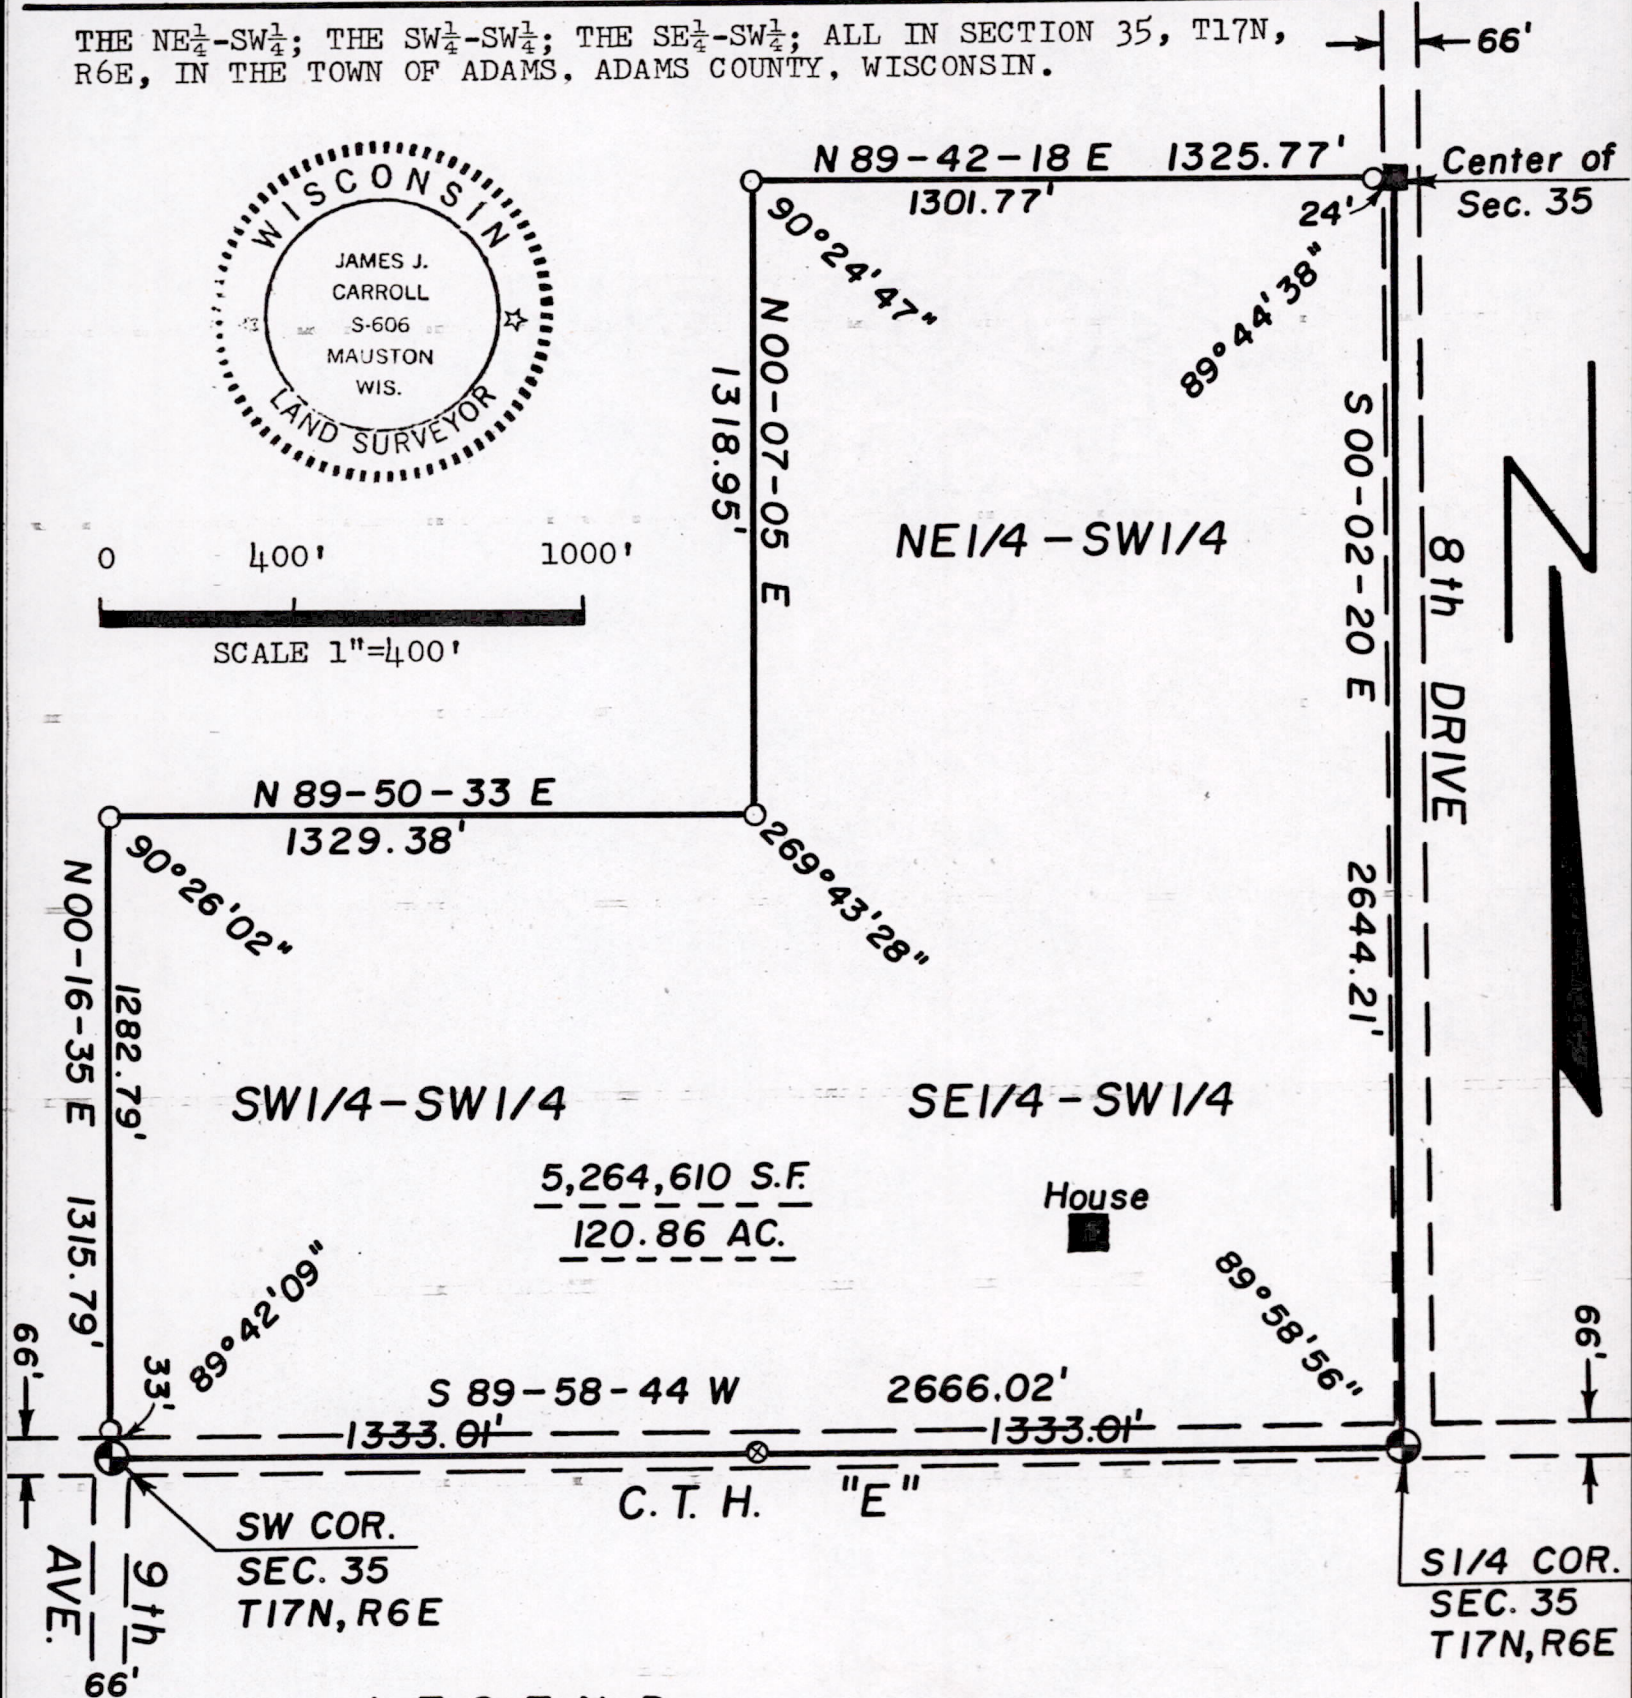 THE NE¼-SW¼; THE SW¼-SW¼; THE SE¼-SW¼; ALL IN SECTION 35, T17N,
R6E, IN THE TOWN OF ADAMS, ADAMS COUNTY, WISCONSIN.
66'
N 89-42-18 E 1325.77'
1301.77'
24'
Center of
Sec. 35
WISCONSIN
JAMES J.
CARROLL
S-606
MAUSTON
WIS.
LAND SURVEYOR
90°24'47"
89°44'38"
N 00-07-05 E
1318.95'
S 00-02-20 E
2644.21'
8th DRIVE
N
NE1/4-SW1/4
0 400' 1000'
SCALE 1"=400'
N 89-50-33 E
1329.38'
90°26'02"
269°43'28"
N 00-16-35 E
1282.79'
1315.79'
SW1/4-SW1/4
SE1/4-SW1/4
5,264,610 S.F.
120.86 AC.
House
89°42'09"
89°58'56"
66'
33'
66'
S 89-58-44 W 2666.02'
1333.01' 1333.01'
C.T.H. "E"
SW COR.
SEC. 35
T17N, R6E
9th
AVE.
66'
S1/4 COR.
SEC. 35
T17N, R6E